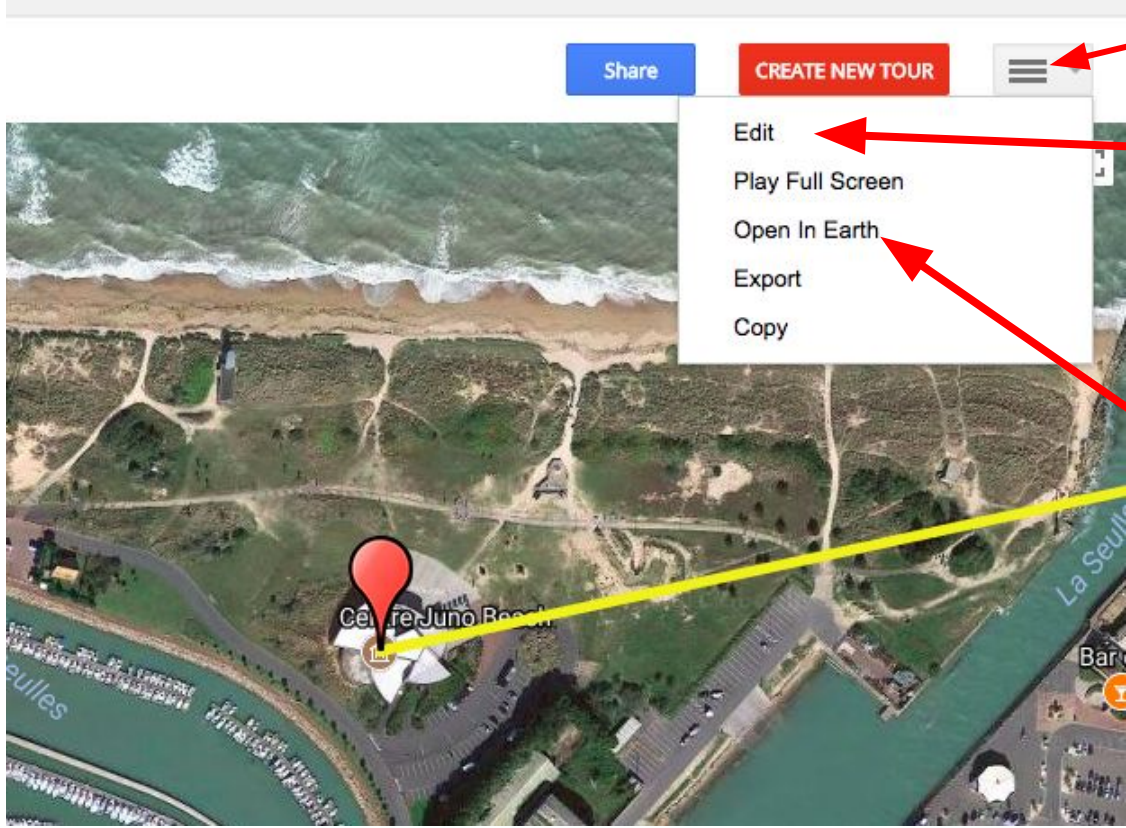 Share
CREATE NEW TOUR
Edit
Play Full Screen
Open In Earth
Export
Copy
Centre Juno Beach
La Seulles
Bar
eulles